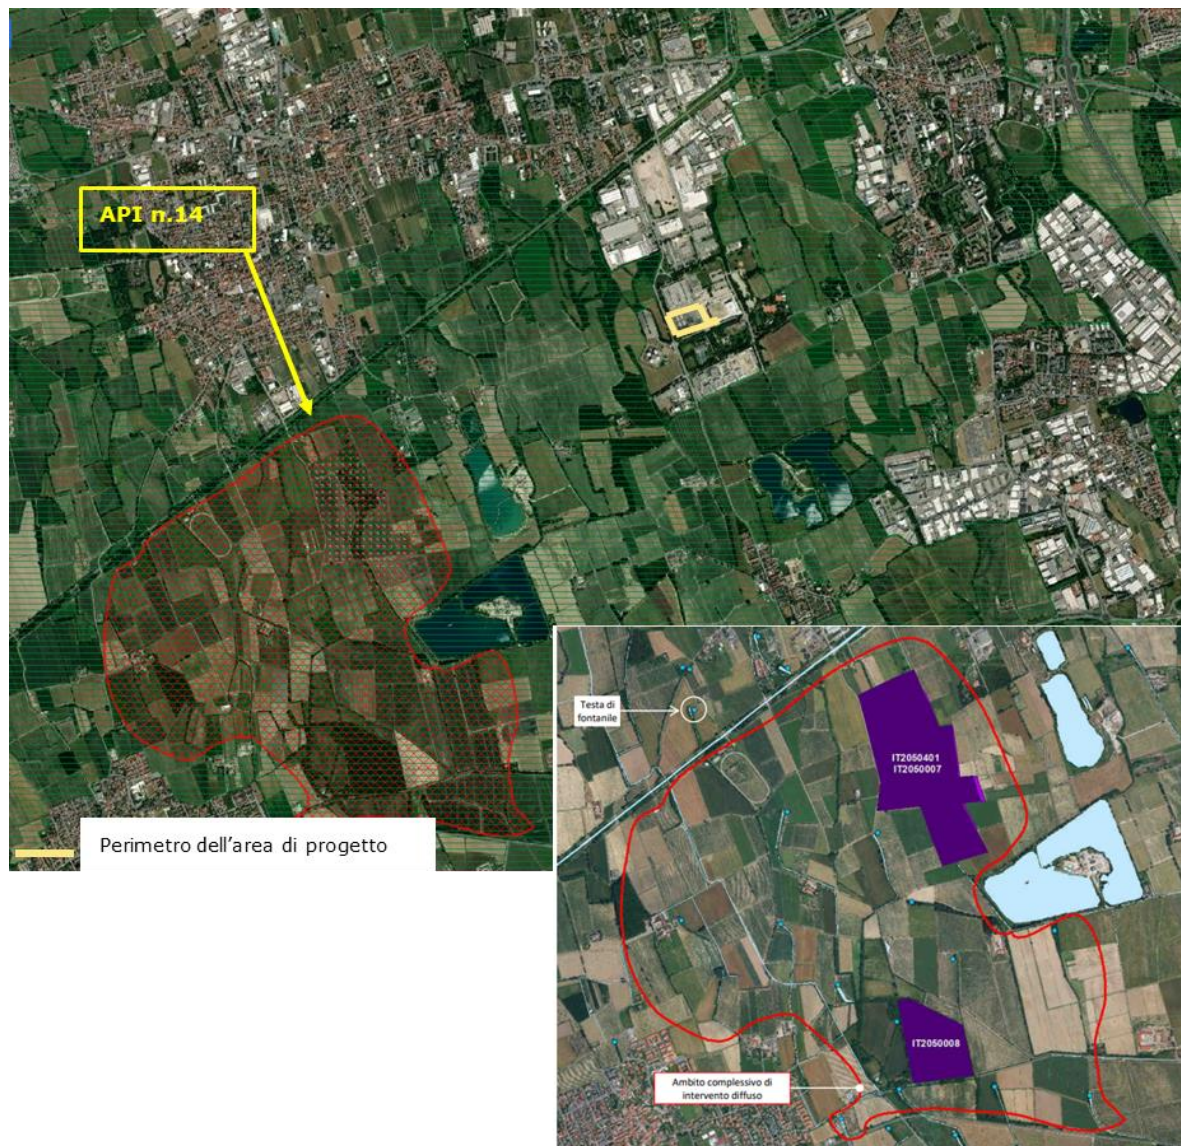 API n.14
Perimetro dell'area di progetto
Testa di
fontanile
IT2050401
IT2050007
IT2050008
Ambito complessivo di
intervento diffuso